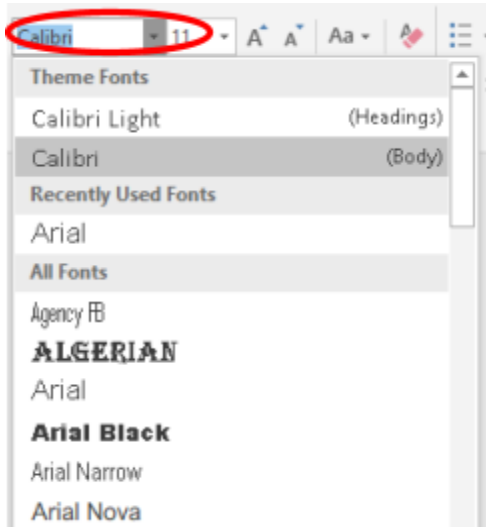 Calibri 11 A A Aa
Theme Fonts
Calibri Light (Headings)
Calibri (Body)
Recently Used Fonts
Arial
All Fonts
Agency FB
ALGERIAN
Arial
Arial Black
Arial Narrow
Arial Nova